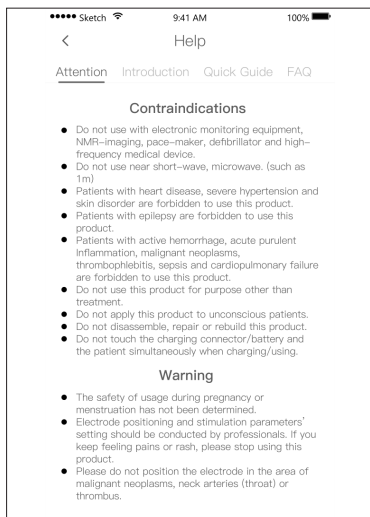 Sketch 9:41 AM 100%
Help
Attention Introduction Quick Guide FAQ
Contraindications
● Do not use with electronic monitoring equipment,
NMR-imaging, pace-maker, defibrillator and high-
frequency medical device.
● Do not use near short-wave, microwave. (such as
1m)
● Patients with heart disease, severe hypertension and
skin disorder are forbidden to use this product.
● Patients with epilepsy are forbidden to use this
product.
● Patients with active hemorrhage, acute purulent
Inflammation, malignant neoplasms,
thrombophlebitis, sepsis and cardiopulmonary failure
are forbidden to use this product.
● Do not use this product for purpose other than
treatment.
● Do not apply this product to unconscious patients.
● Do not disassemble, repair or rebuild this product.
● Do not touch the charging connector/battery and
the patient simultaneously when charging/using.
Warning
● The safety of usage during pregnancy or
menstruation has not been determined.
● Electrode positioning and stimulation parameters'
setting should be conducted by professionals. If you
keep feeling pains or rash, please stop using this
product.
● Please do not position the electrode in the area of
malignant neoplasms, neck arteries (throat) or
thrombus.